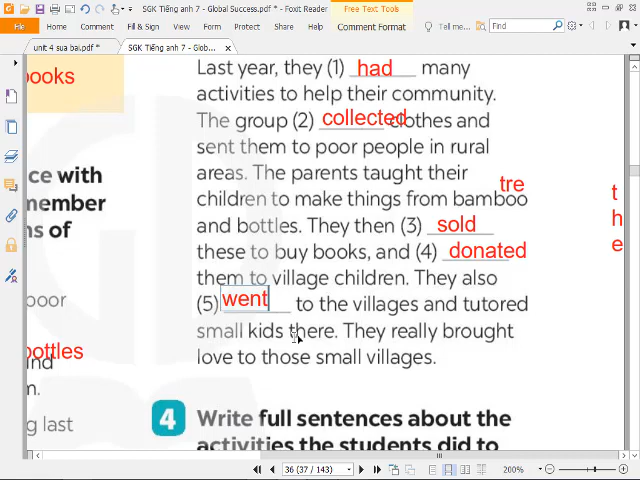 SGK Tiếng anh 7 - Global Success.pdf - Foxit Reader
Free Text Tools
File Home Comment View Form Protect Share Help Comment Format Tell me... Find
unit 4 sua bai.pdf * SGK Tiếng anh 7 - Glob...
books
Last year, they (1) had many
activities to help their community.
The group (2) collected clothes and
sent them to poor people in rural
areas. The parents taught their
ce with
tre
children to make things from bamboo
member
t
h
e
and bottles. They then (3) sold
ns of
these to buy books, and (4) donated
them to village children. They also
poor
(5) went to the villages and tutored
small kids there. They really brought
bottles
love to those small villages.
nd
m.
4 Write full sentences about the
g last
activities the students did to
36 (37 / 143) 200%